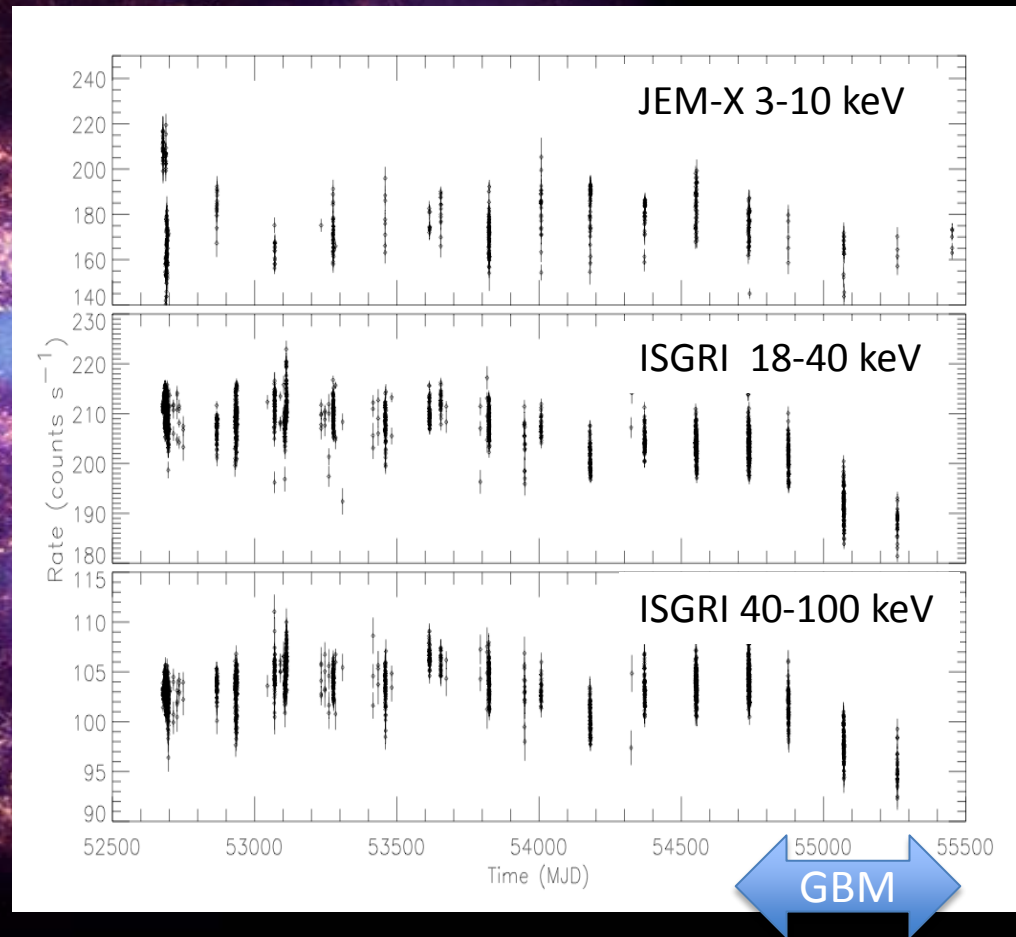 240
220
200
180
160
140
JEM-X 3-10 keV
230
220
210
200
190
180
ISGRI 18-40 keV
Rate (counts s⁻¹)
115
110
105
100
95
90
ISGRI 40-100 keV
52500 53000 53500 54000 54500 55000 55500
Time (MJD)
GBM